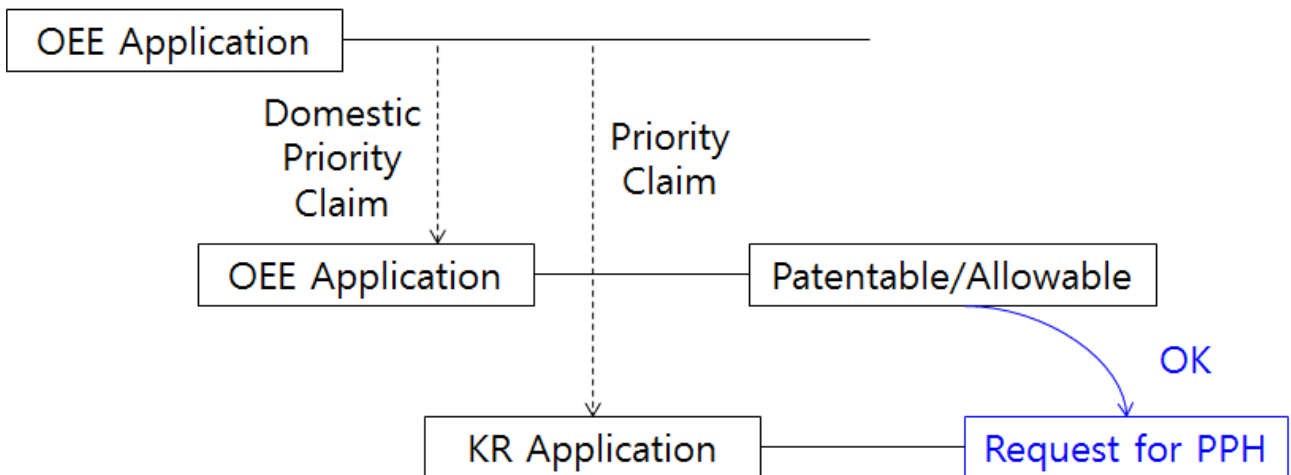 OEE Application
Domestic
Priority
Claim
Priority
Claim
OEE Application
Patentable/Allowable
OK
KR Application
Request for PPH